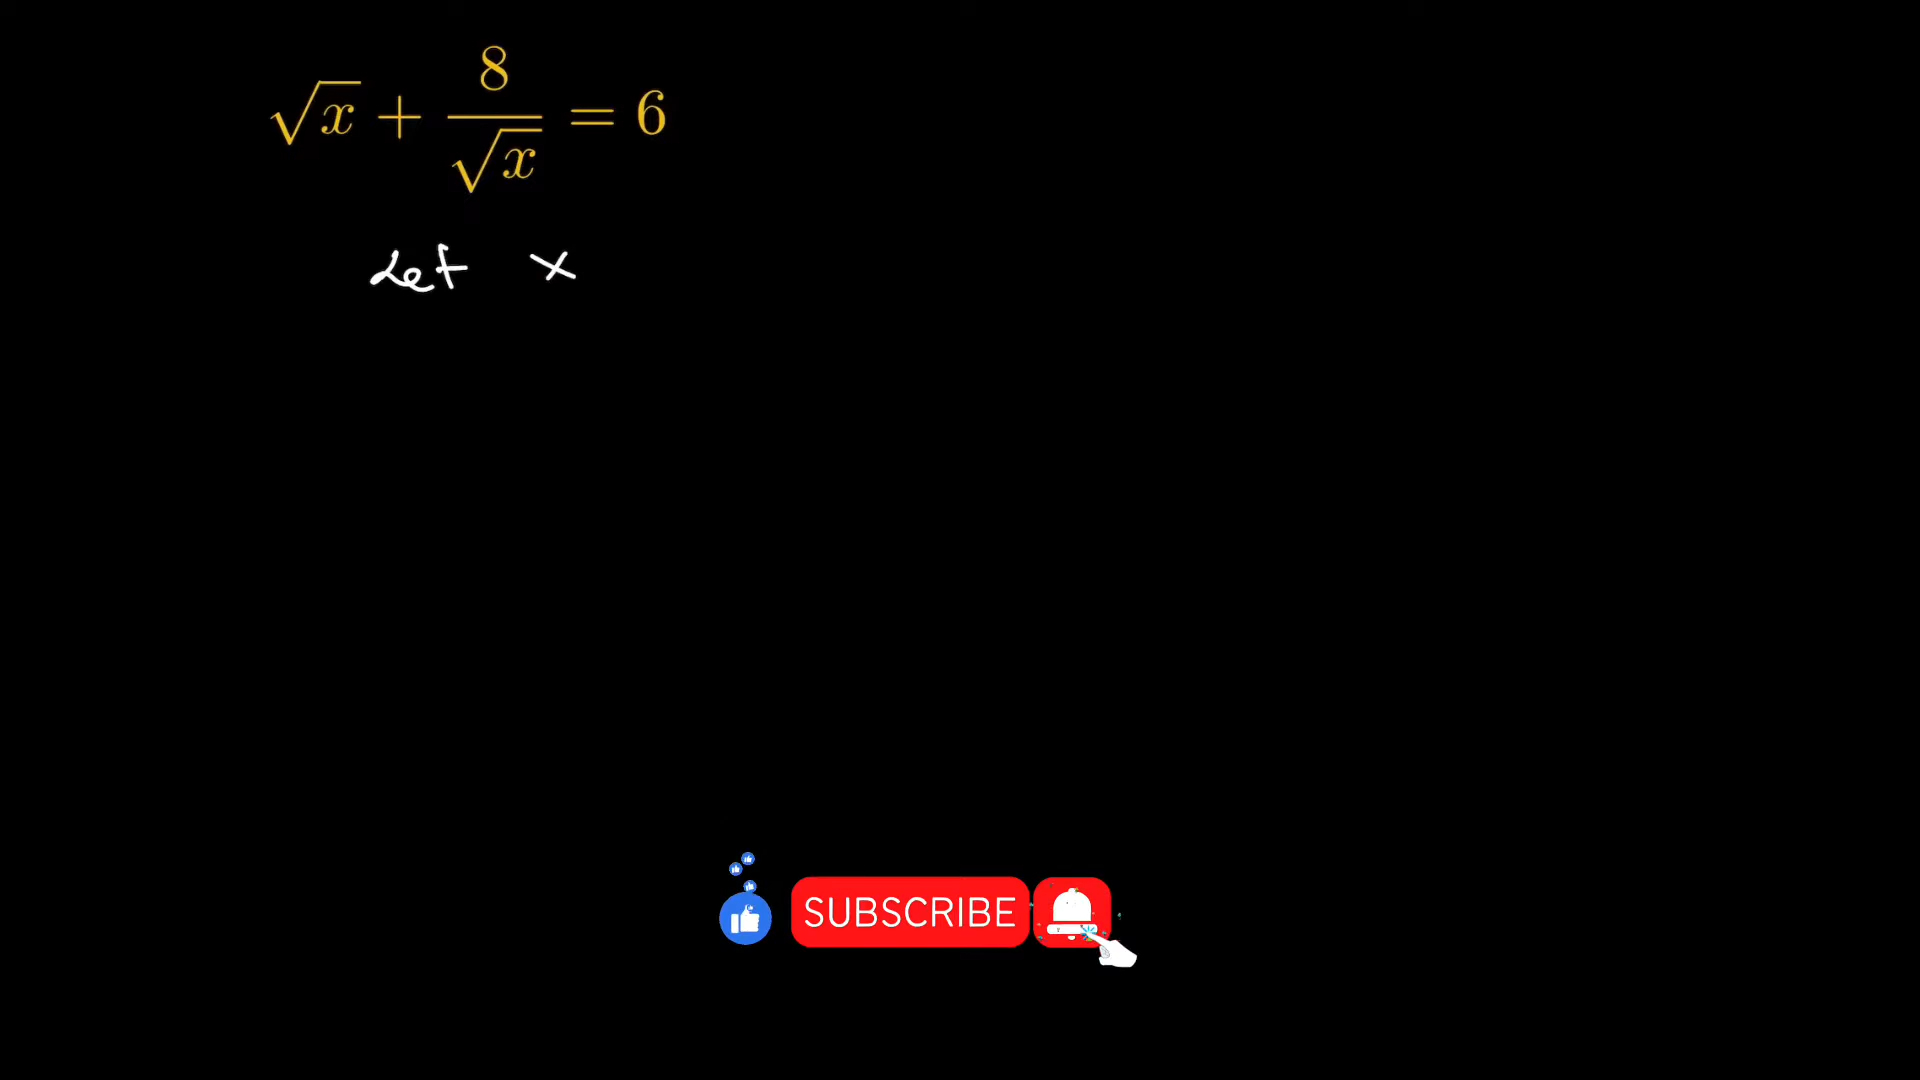 √x + 8/√x = 6
Let x
SUBSCRIBE